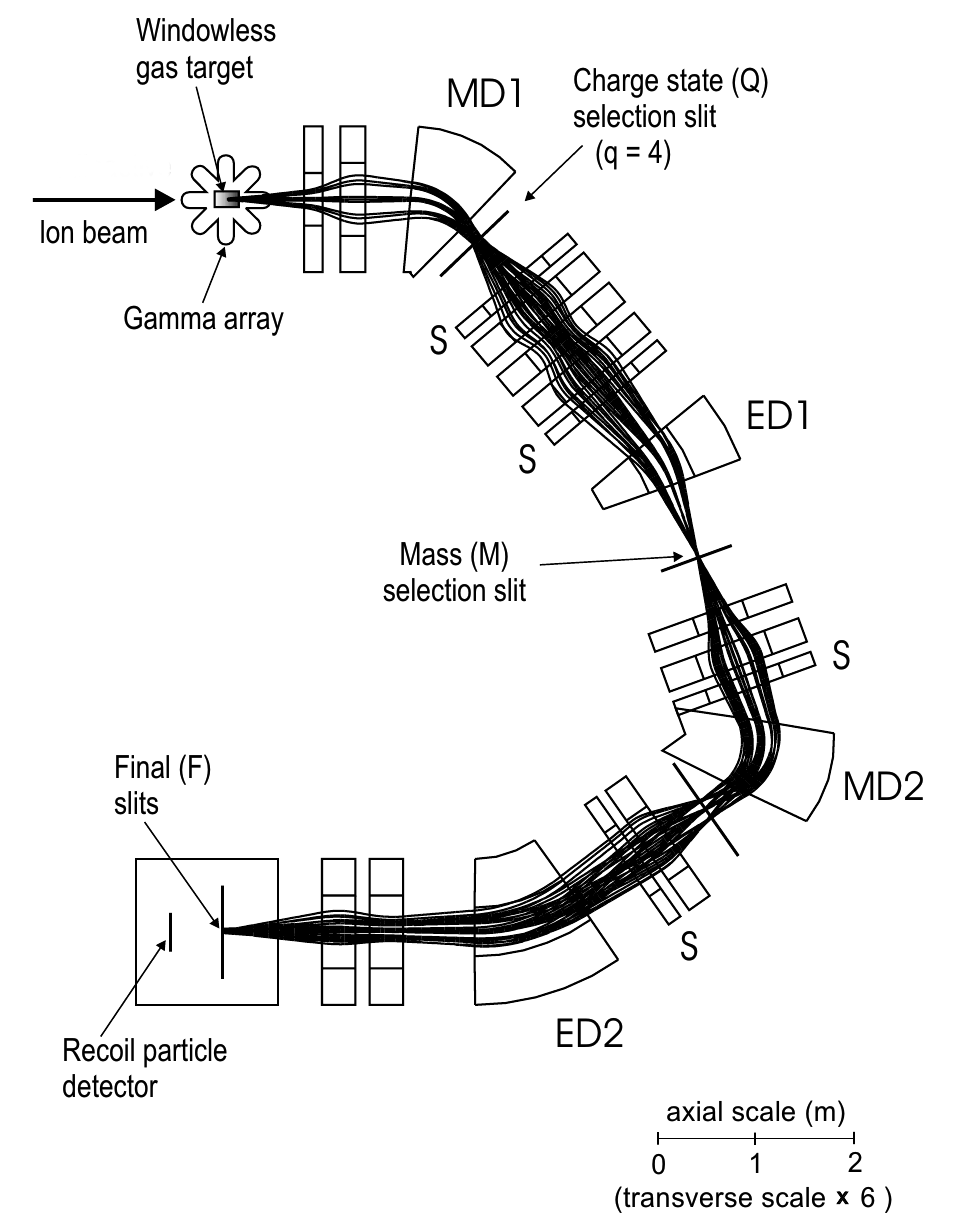 Windowless
gas target
MD1
Charge state (Q)
selection slit
(q = 4)
Ion beam
Gamma array
S
S
ED1
Mass (M)
selection slit
S
MD2
Final (F)
slits
S
ED2
Recoil particle
detector
axial scale (m)
0 1 2
(transverse scale x 6 )